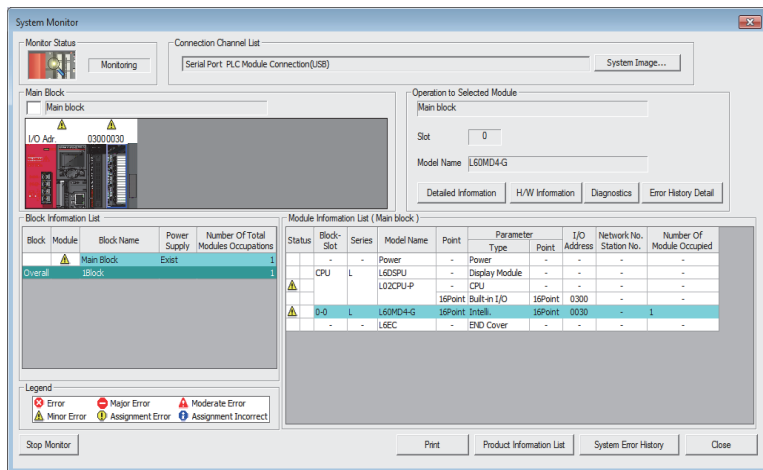 System Monitor
Monitor Status
Monitoring
Connection Channel List
Serial Port PLC Module Connection(USB)
System Image...
Main Block
Main block
I/O Adr.
03000030
Operation to Selected Module
Main block
Slot
0
Model Name
L60MD4-G
Detailed Information
H/W Information
Diagnostics
Error History Detail
Block Information List
Block Module Block Name Power Supply Number Of Total Modules Occupations
Main Block Exist 1
Overall 1Block 1
Module Information List ( Main block )
Status Block-Slot Series Model Name Point Parameter Type Point I/O Address Network No. Station No. Number Of Module Occupied
- - Power - Power - - - -
CPU L L6DSPU - Display Module - - - -
L02CPU-P - CPU - - - -
16Point Built-in I/O 16Point 0300 - -
0-0 L L60MD4-G 16Point Intelli. 16Point 0030 - 1
- - L6EC - END Cover - - - -
Legend
Error Major Error Moderate Error
Minor Error Assignment Error Assignment Incorrect
Stop Monitor
Print
Product Information List
System Error History
Close